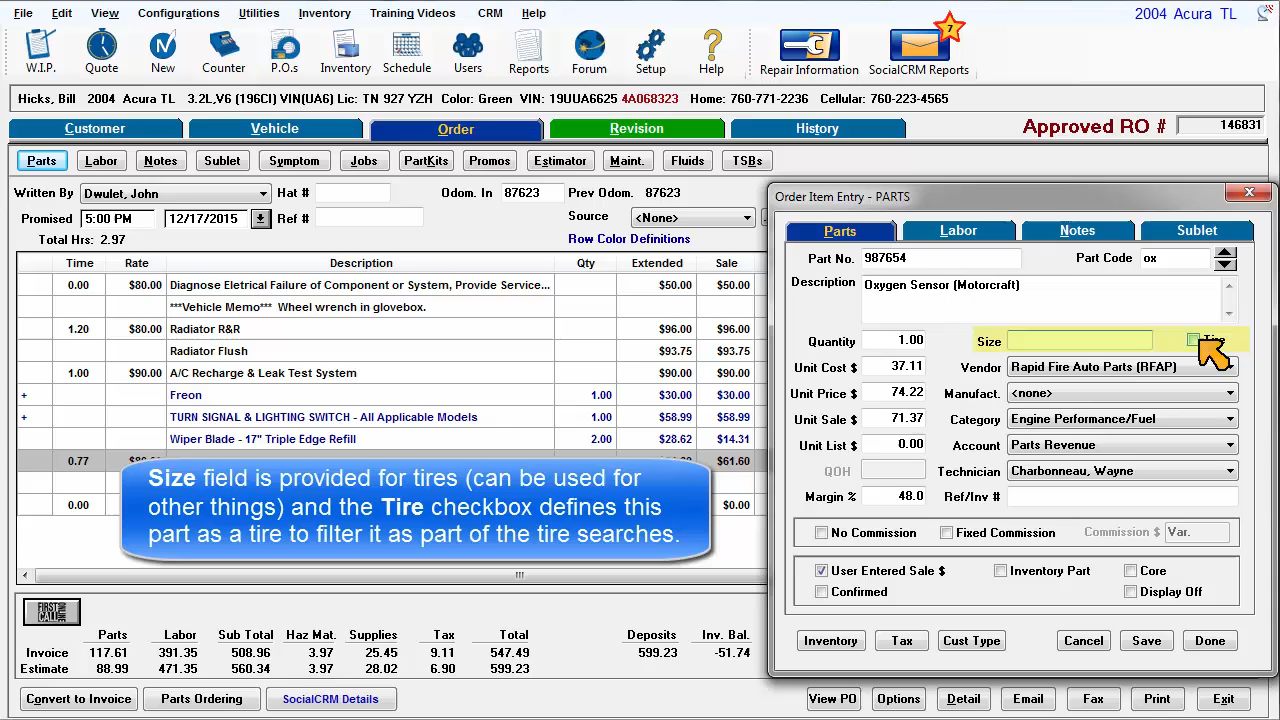 File Edit View Configurations Utilities Inventory Training Videos CRM Help 2004 Acura TL
7
W.I.P. Quote New Counter P.O.s Inventory Schedule Users Reports Forum Setup Help Repair Information SocialCRM Reports
Hicks, Bill 2004 Acura TL 3.2L,V6 (196CI) VIN(UA6) Lic: TN 927 YZH Color: Green VIN: 19UUA6625 4A068323 Home: 760-771-2236 Cellular: 760-223-4565
Customer Vehicle Order Revision History Approved RO # 146831
Parts Labor Notes Sublet Symptom Jobs PartKits Promos Estimator Maint. Fluids TSBs
Written By Dwulet, John Hat # Odom. In 87623 Prev Odom. 87623
Promised 5:00 PM 12/17/2015 Ref # Source <None>
Total Hrs: 2.97 Row Color Definitions
Time Rate Description Qty Extended Sale
0.00 $80.00 Diagnose Eletrical Failure of Component or System, Provide Service... $50.00 $50.00
***Vehicle Memo*** Wheel wrench in glovebox.
1.20 $80.00 Radiator R&R $96.00 $96.00
Radiator Flush $93.75 $93.75
1.00 $90.00 A/C Recharge & Leak Test System $90.00 $90.00
+ Freon 1.00 $30.00 $30.00
+ TURN SIGNAL & LIGHTING SWITCH - All Applicable Models 1.00 $58.99 $58.99
Wiper Blade - 17" Triple Edge Refill 2.00 $28.62 $14.31
0.77 $61.60
0.00 $0.00
Size field is provided for tires (can be used for
other things) and the Tire checkbox defines this
part as a tire to filter it as part of the tire searches.
Order Item Entry - PARTS
Parts Labor Notes Sublet
Part No. 987654 Part Code ox
Description Oxygen Sensor (Motorcraft)
Quantity 1.00 Size Tire
Unit Cost $ 37.11 Vendor Rapid Fire Auto Parts (RFAP)
Unit Price $ 74.22 Manufact. <none>
Unit Sale $ 71.37 Category Engine Performance/Fuel
Unit List $ 0.00 Account Parts Revenue
QOH Technician Charbonneau, Wayne
Margin % 48.0 Ref/Inv #
No Commission Fixed Commission Commission $ Var.
User Entered Sale $ Inventory Part Core
Confirmed Display Off
Inventory Tax Cust Type Cancel Save Done
FIRST CALL
Parts Labor Sub Total Haz Mat. Supplies Tax Total Deposits Inv. Bal.
Invoice 117.61 391.35 508.96 3.97 25.45 9.11 547.49 599.23 -51.74
Estimate 88.99 471.35 560.34 3.97 28.02 6.90 599.23
Convert to Invoice Parts Ordering SocialCRM Details View PO Options Detail Email Fax Print Exit